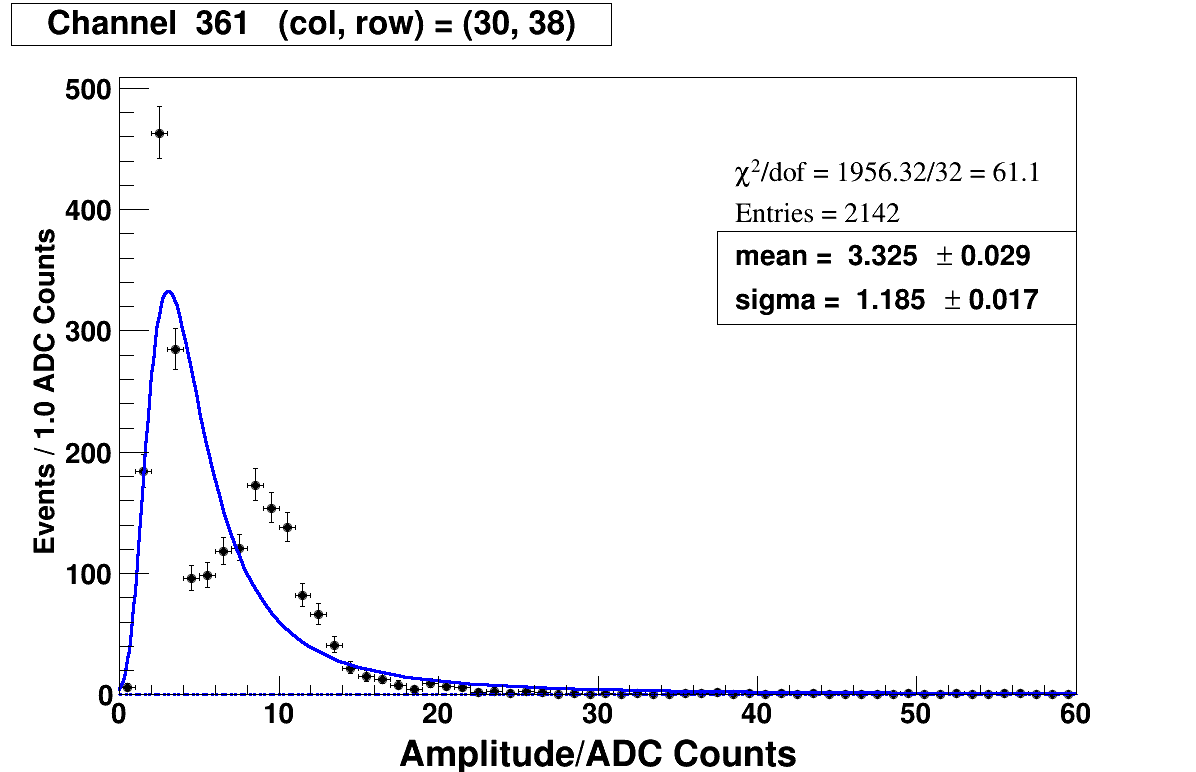 Channel 361 (col, row) = (30, 38)
500
400
300
200
100
0
Events / 1.0 ADC Counts
χ²/dof = 1956.32/32 = 61.1
Entries = 2142
mean = 3.325 ± 0.029
sigma = 1.185 ± 0.017
0 10 20 30 40 50 60
Amplitude/ADC Counts